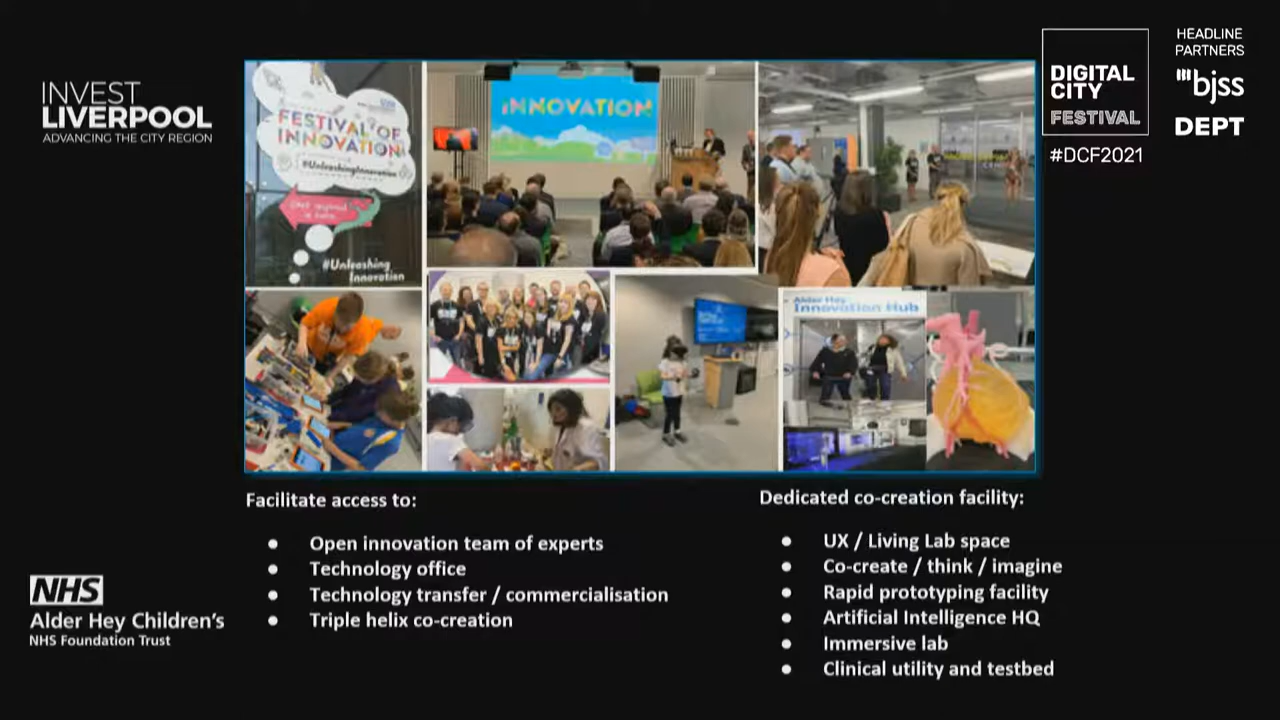 INVEST
LIVERPOOL
ADVANCING THE CITY REGION
FESTIVAL OF
INNOVATION
#UnleashingInnovation
#Unleashing
Innovation
INNOVATION
Alder Hey
Innovation Hub
DIGITAL
CITY
FESTIVAL
#DCF2021
HEADLINE
PARTNERS
bjss
DEPT
Facilitate access to:
● Open innovation team of experts
● Technology office
● Technology transfer / commercialisation
● Triple helix co-creation
Dedicated co-creation facility:
● UX / Living Lab space
● Co-create / think / imagine
● Rapid prototyping facility
● Artificial Intelligence HQ
● Immersive lab
● Clinical utility and testbed
NHS
Alder Hey Children's
NHS Foundation Trust